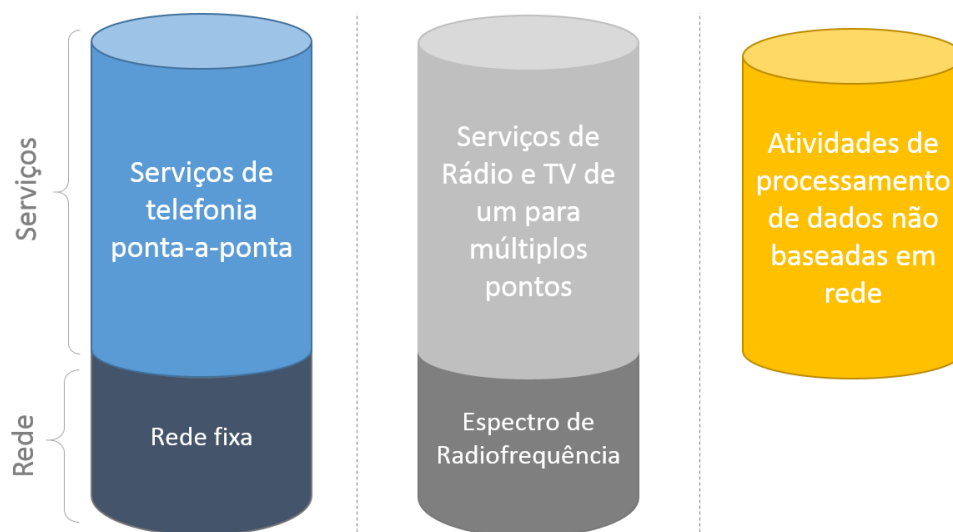 Serviços
Rede
Serviços de
telefonia
ponta-a-ponta
Rede fixa
Serviços de
Rádio e TV de
um para
múltiplos
pontos
Espectro de
Radiofrequência
Atividades de
processamento
de dados não
baseadas em
rede